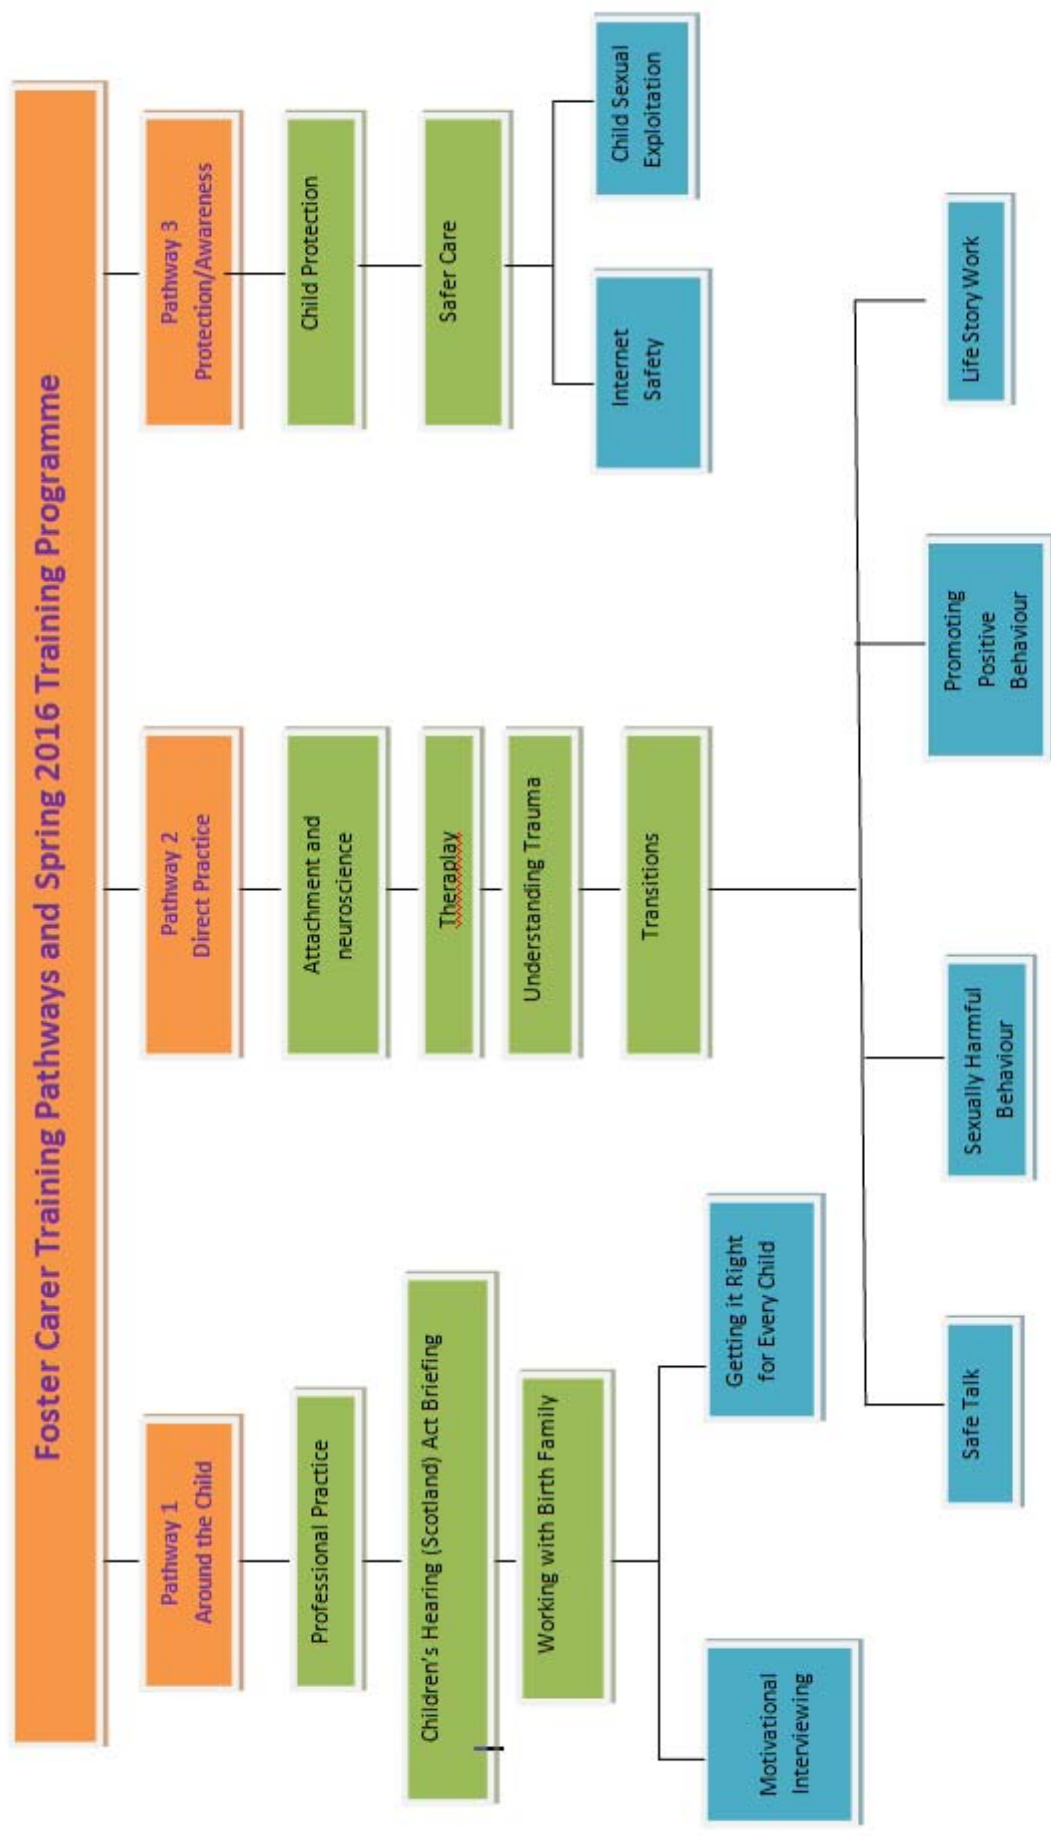 Foster Carer Training Pathways and Spring 2016 Training Programme
Pathway 1
Around the Child
Professional Practice
Children's Hearing (Scotland) Act Briefing
Working with Birth Family
Motivational
Interviewing
Getting it Right
for Every Child
Pathway 2
Direct Practice
Attachment and
neuroscience
Theraplay
Understanding Trauma
Transitions
Safe Talk
Sexually Harmful
Behaviour
Promoting
Positive
Behaviour
Life Story Work
Pathway 3
Protection/Awareness
Child Protection
Safer Care
Internet
Safety
Child Sexual
Exploitation